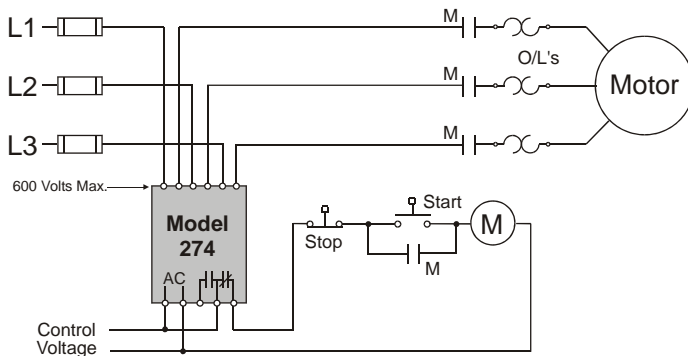 L1
M
O/L's
L2
M
Motor
L3
M
600 Volts Max.
Model
274
Start
Stop
M
M
AC
Control
Voltage